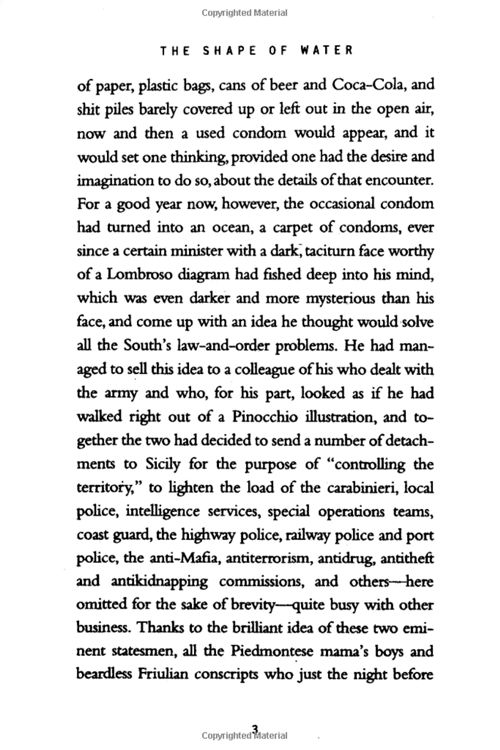 Copyrighted Material
THE SHAPE OF WATER
of paper, plastic bags, cans of beer and Coca-Cola, and
shit piles barely covered up or left out in the open air,
now and then a used condom would appear, and it
would set one thinking, provided one had the desire and
imagination to do so, about the details of that encounter.
For a good year now, however, the occasional condom
had turned into an ocean, a carpet of condoms, ever
since a certain minister with a dark, taciturn face worthy
of a Lombroso diagram had fished deep into his mind,
which was even darker and more mysterious than his
face, and come up with an idea he thought would solve
all the South's law-and-order problems. He had man-
aged to sell this idea to a colleague of his who dealt with
the army and who, for his part, looked as if he had
walked right out of a Pinocchio illustration, and to-
gether the two had decided to send a number of detach-
ments to Sicily for the purpose of "controlling the
territory," to lighten the load of the carabinieri, local
police, intelligence services, special operations teams,
coast guard, the highway police, railway police and port
police, the anti-Mafia, antiterrorism, antidrug, antitheft
and antikidnapping commissions, and others—here
omitted for the sake of brevity—quite busy with other
business. Thanks to the brilliant idea of these two emi-
nent statesmen, all the Piedmontese mama's boys and
beardless Friulian conscripts who just the night before
3
Copyrighted Material